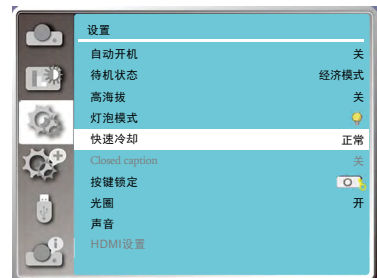 设置
自动开机 关
待机状态 经济模式
高海拔 关
灯泡模式
快速冷却 正常
Closed caption 关
按键锁定
光圈 开
声音
HDMI设置